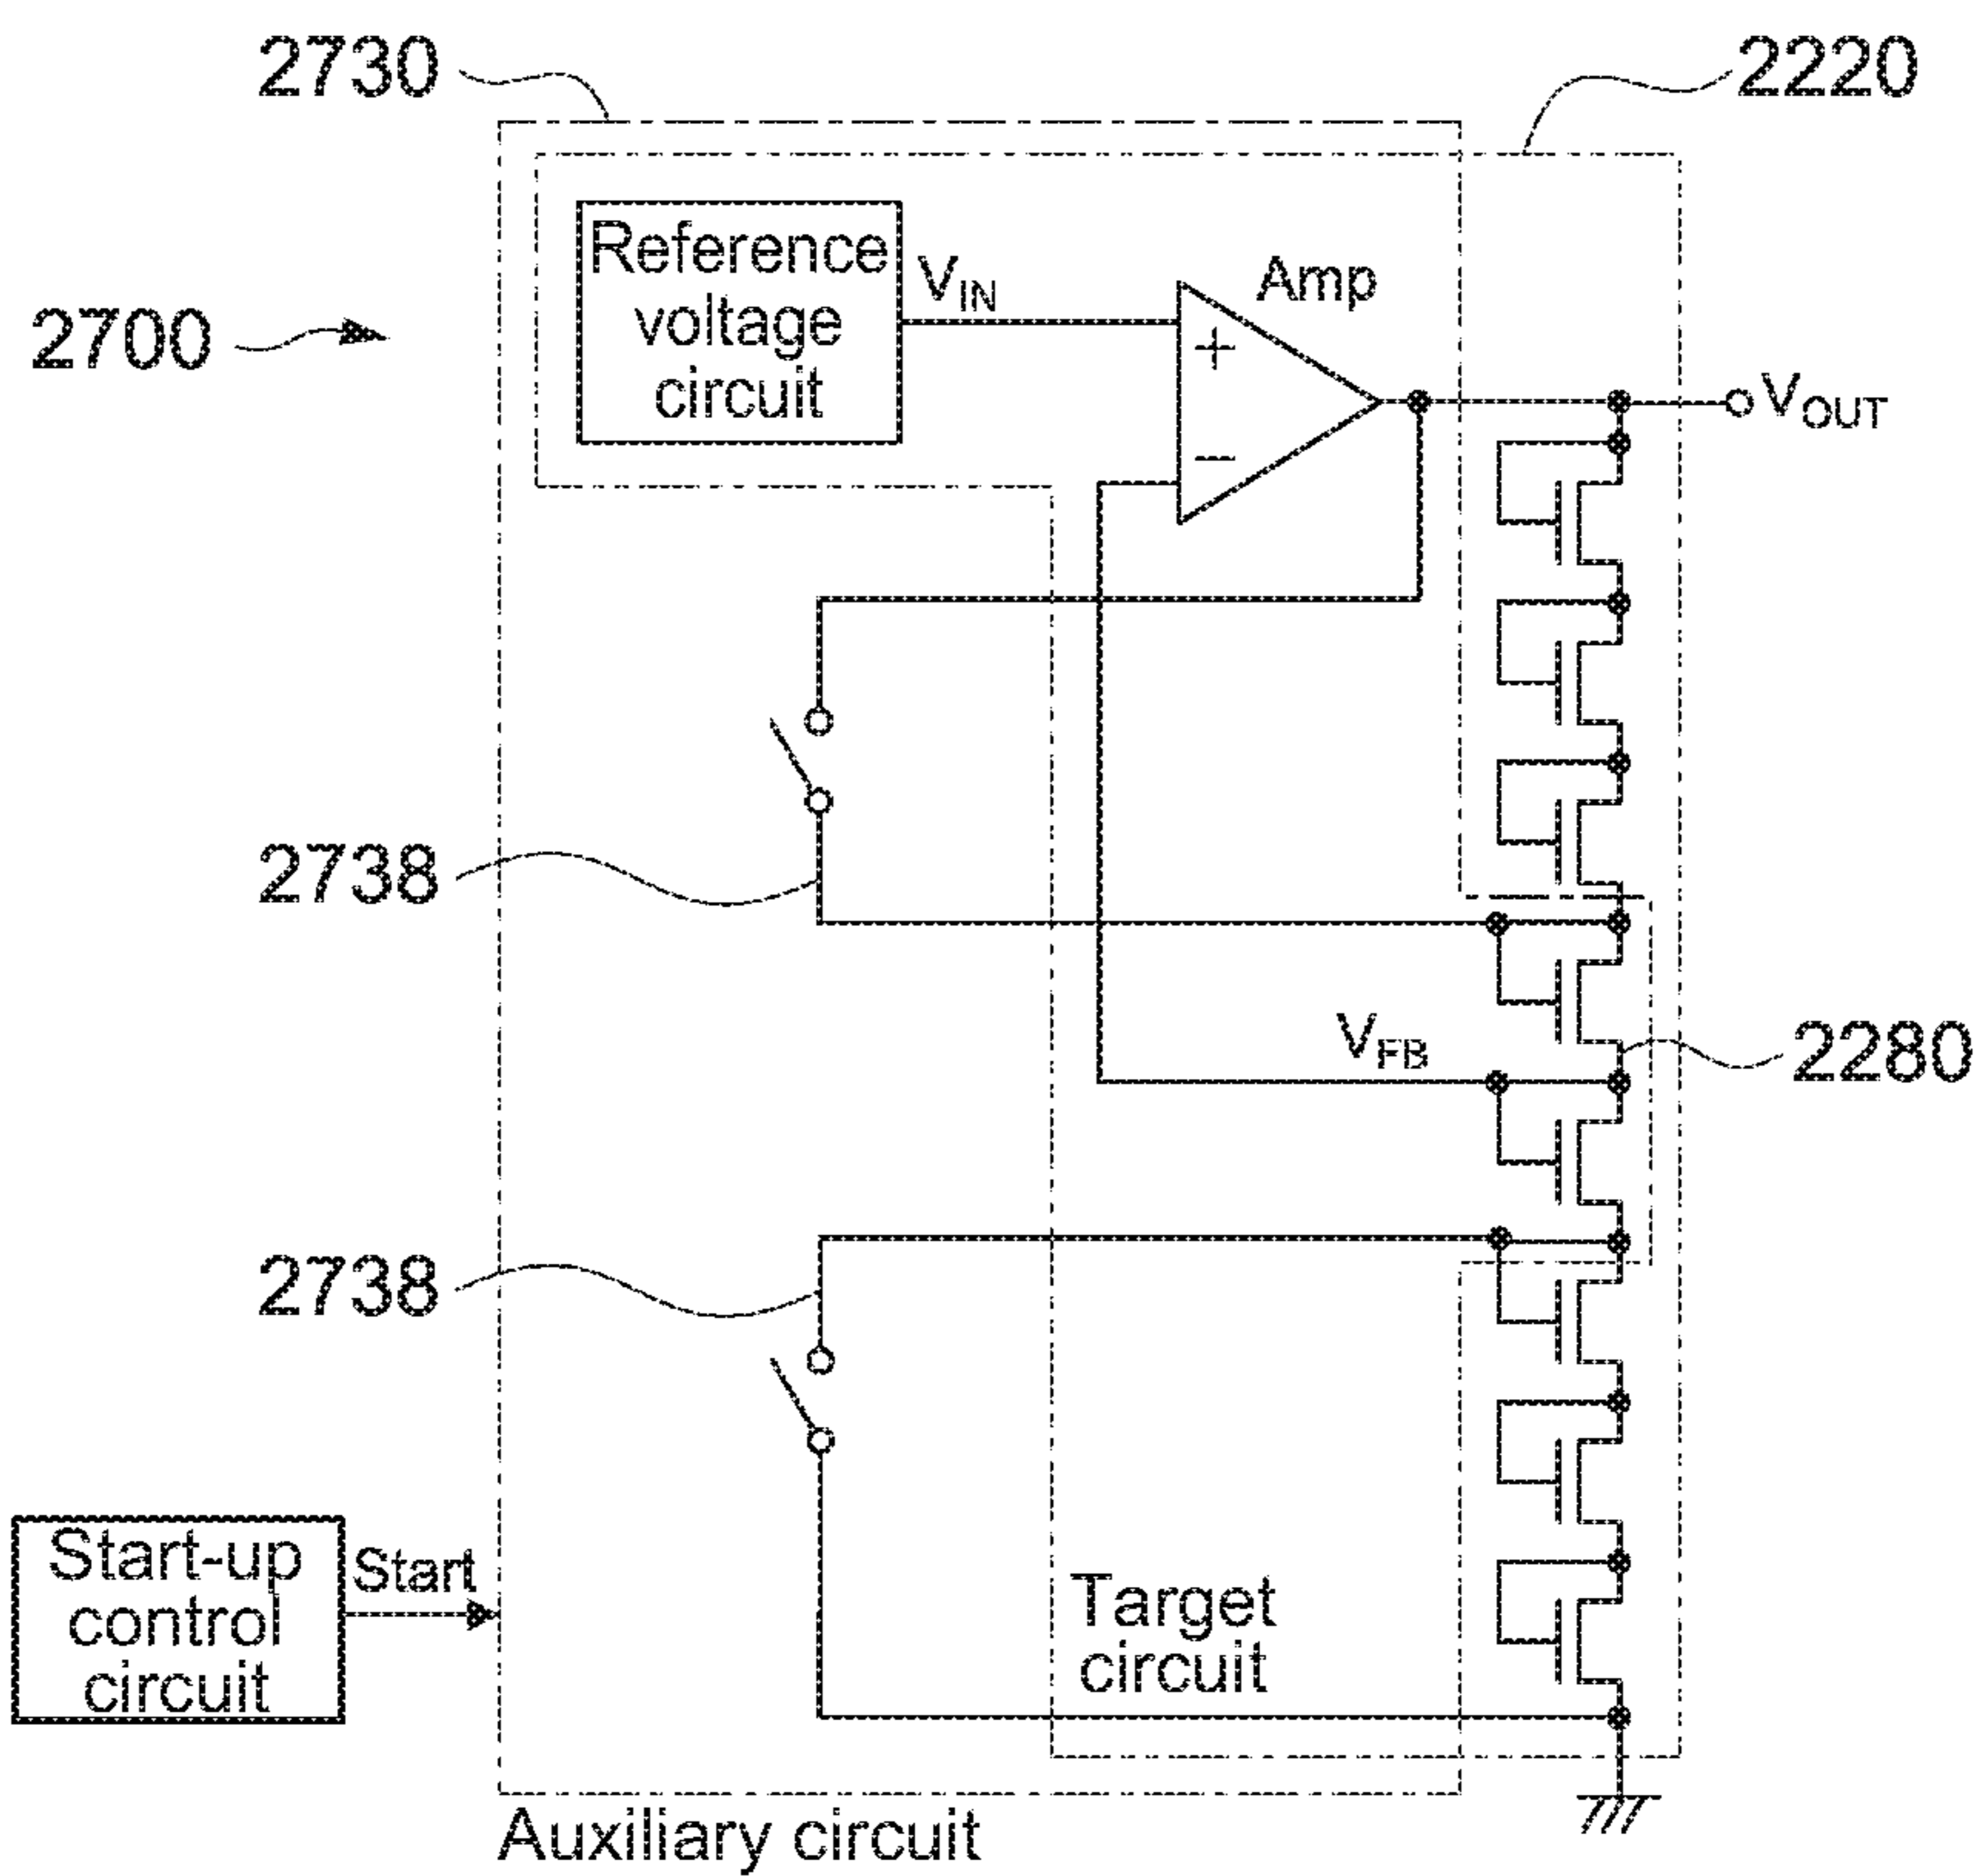 2730
2220
Reference
voltage
circuit
VIN
Amp
+
−
2700
VOUT
2738
VFB
2280
2738
Start-up
control
circuit
Start
Target
circuit
Auxiliary circuit